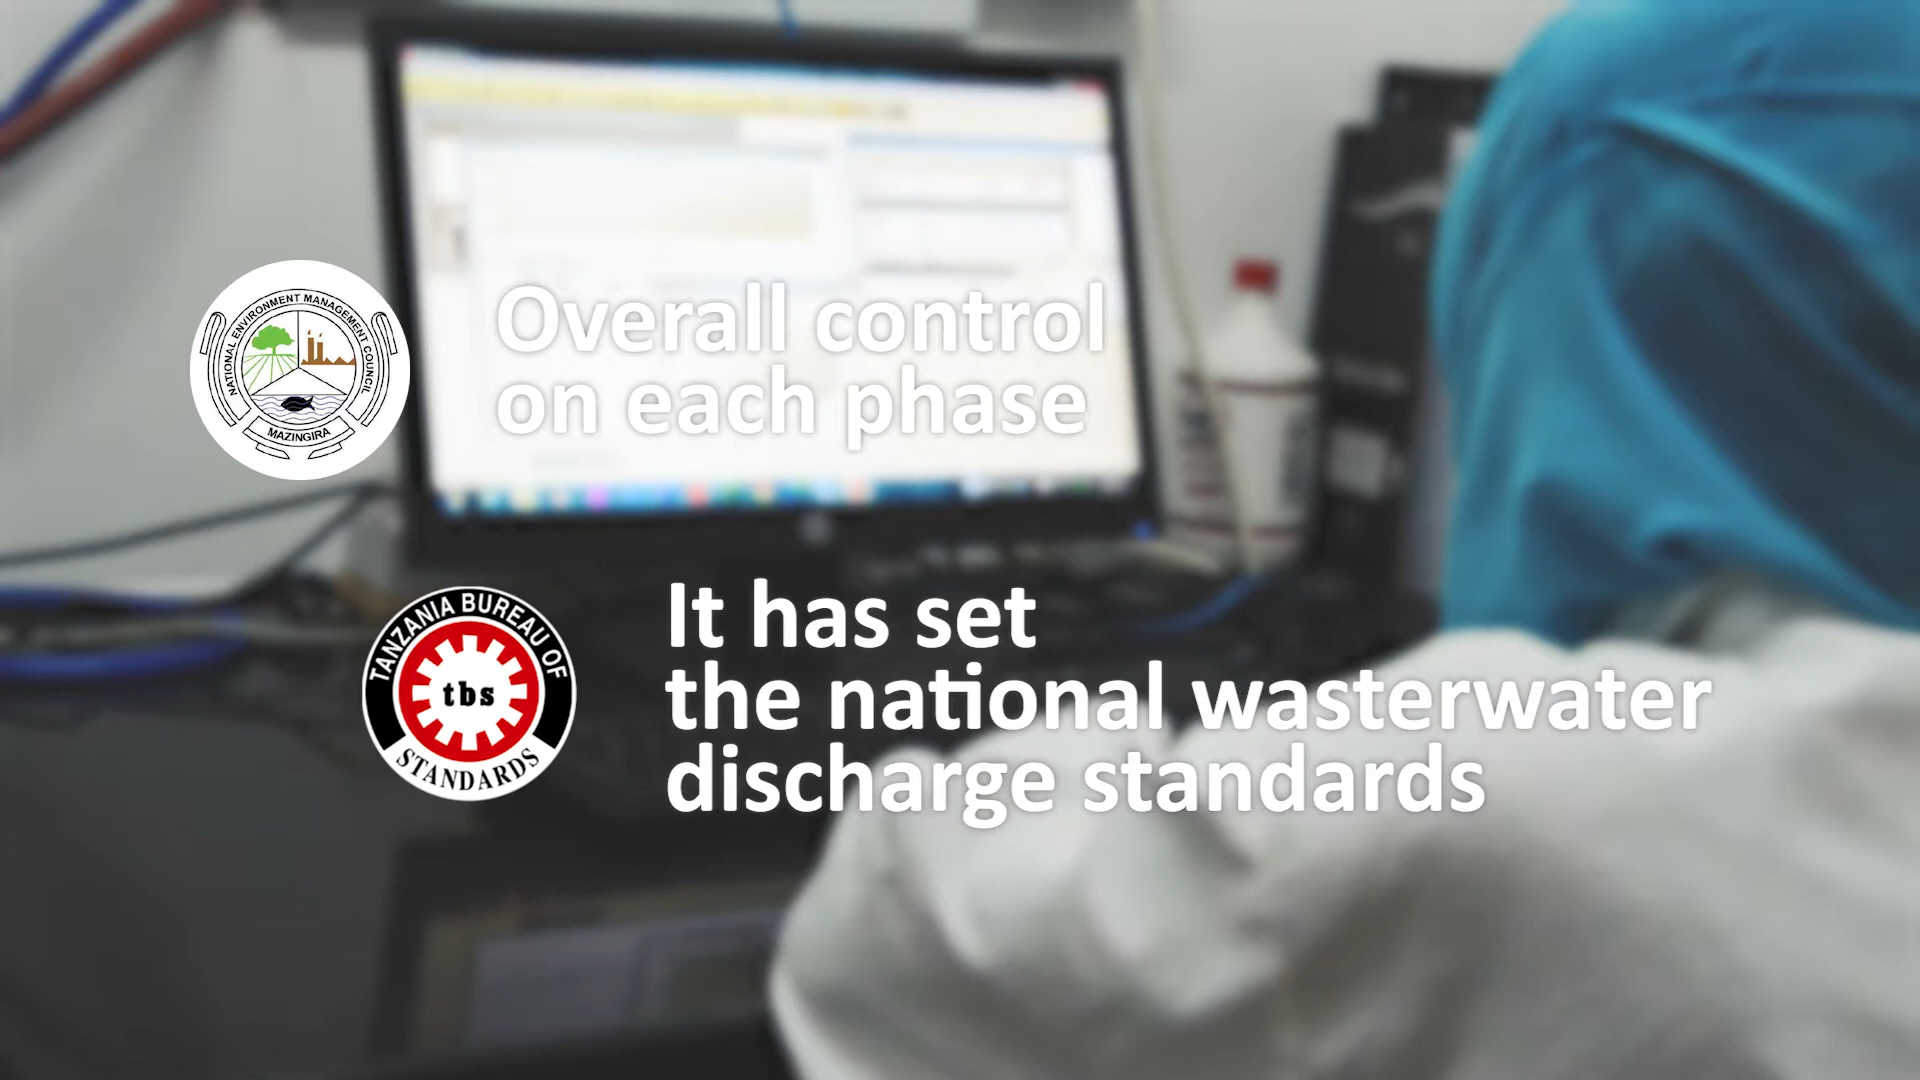 NATIONAL ENVIRONMENT MANAGEMENT COUNCIL
MAZINGIRA
Overall control
on each phase
TANZANIA BUREAU OF
tbs
STANDARDS
It has set
the national wasterwater
discharge standards